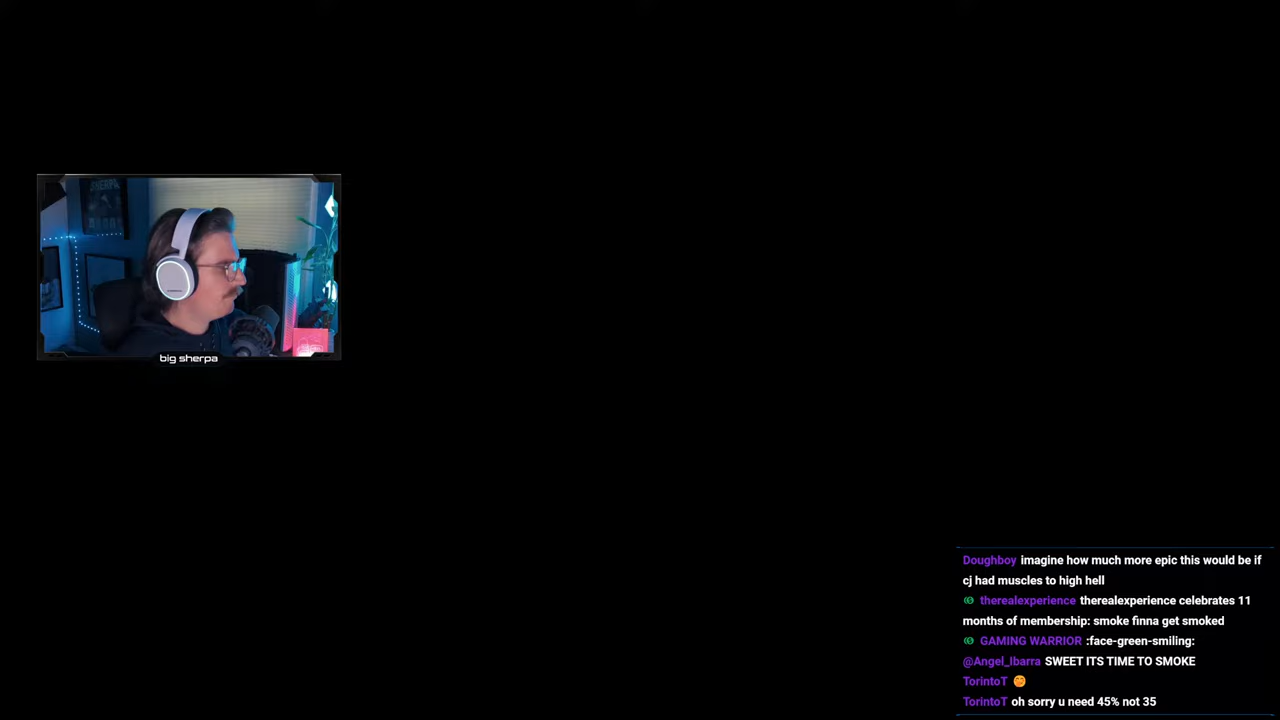 SHERPA
big sherpa
Doughboy imagine how much more epic this would be if
cj had muscles to high hell
therealexperience therealexperience celebrates 11
months of membership: smoke finna get smoked
GAMING WARRIOR :face-green-smiling:
@Angel_Ibarra SWEET ITS TIME TO SMOKE
TorintoT 🤭
TorintoT oh sorry u need 45% not 35